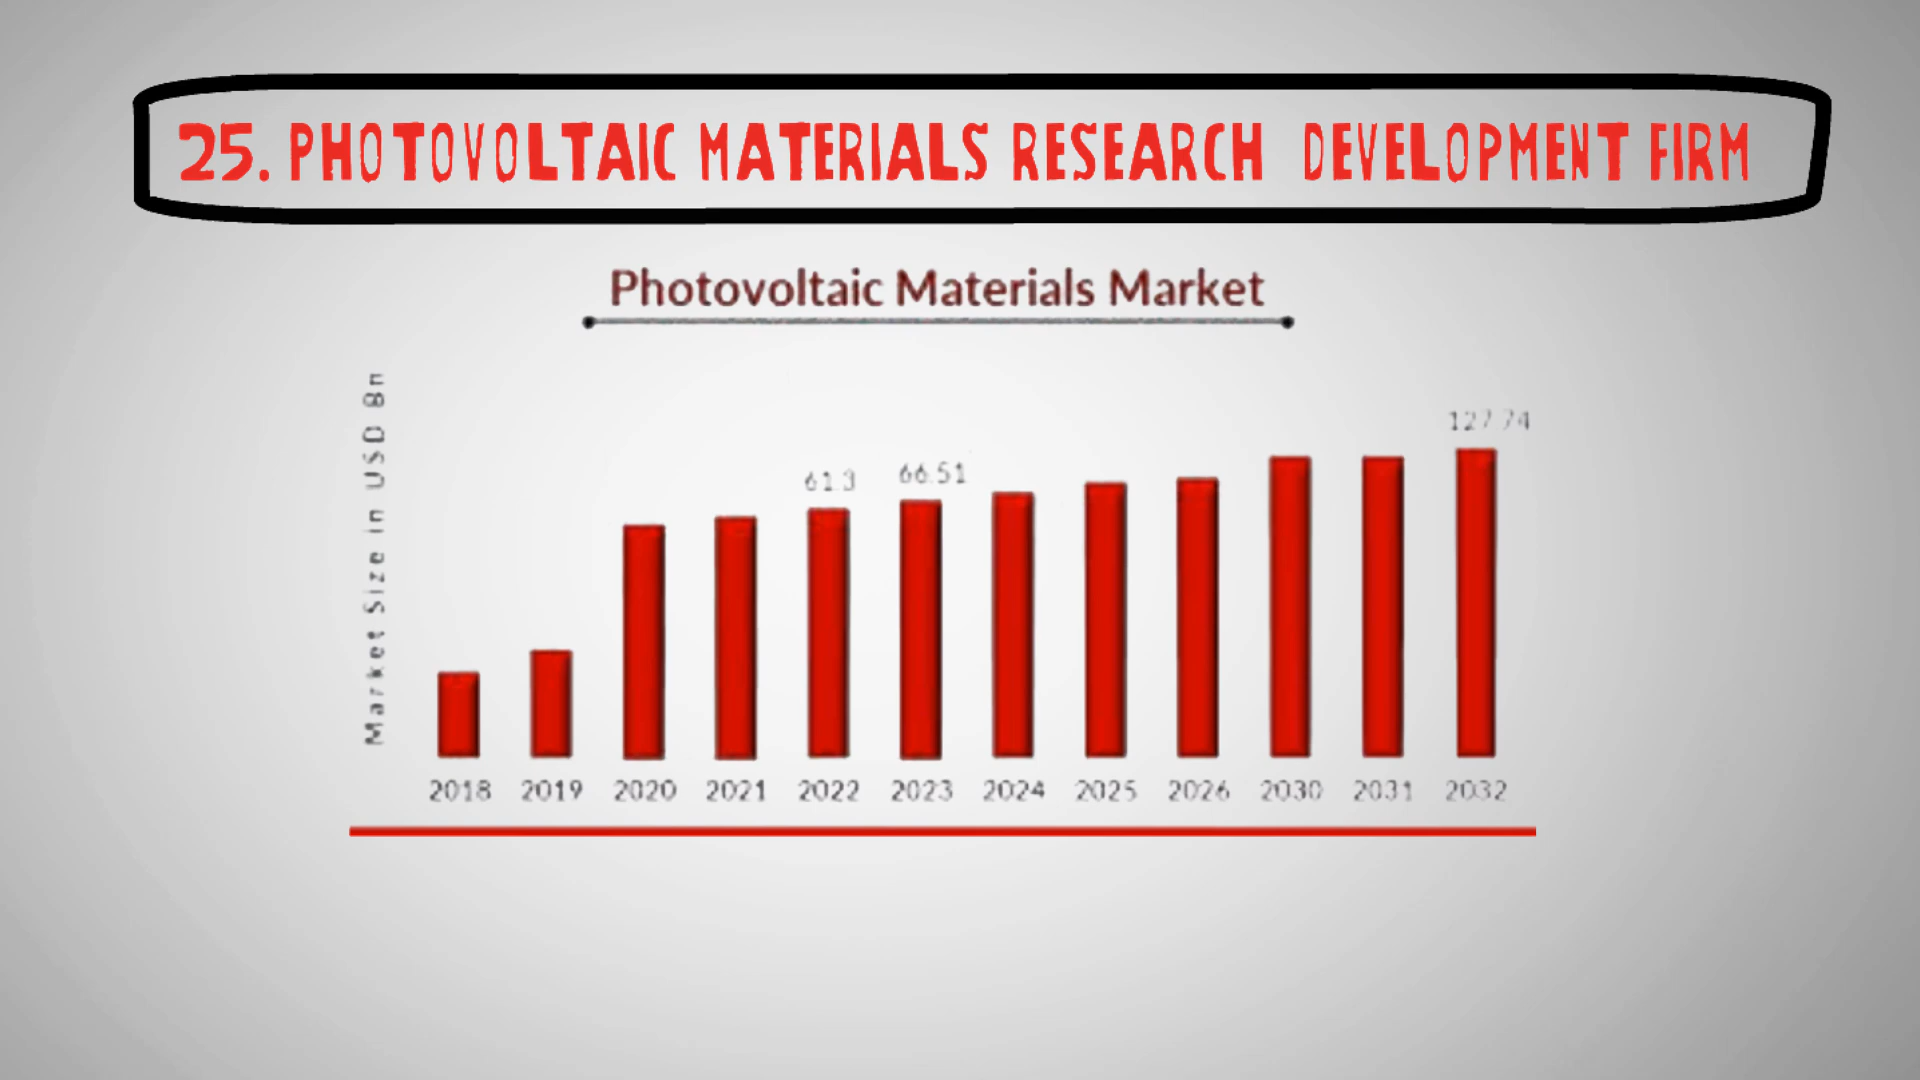 25. PHOTOVOLTAIC MATERIALS RESEARCH DEVELOPMENT FIRM
Photovoltaic Materials Market
Market Size in USD Bn
127.74
61.3 66.51
2018 2019 2020 2021 2022 2023 2024 2025 2026 2030 2031 2032